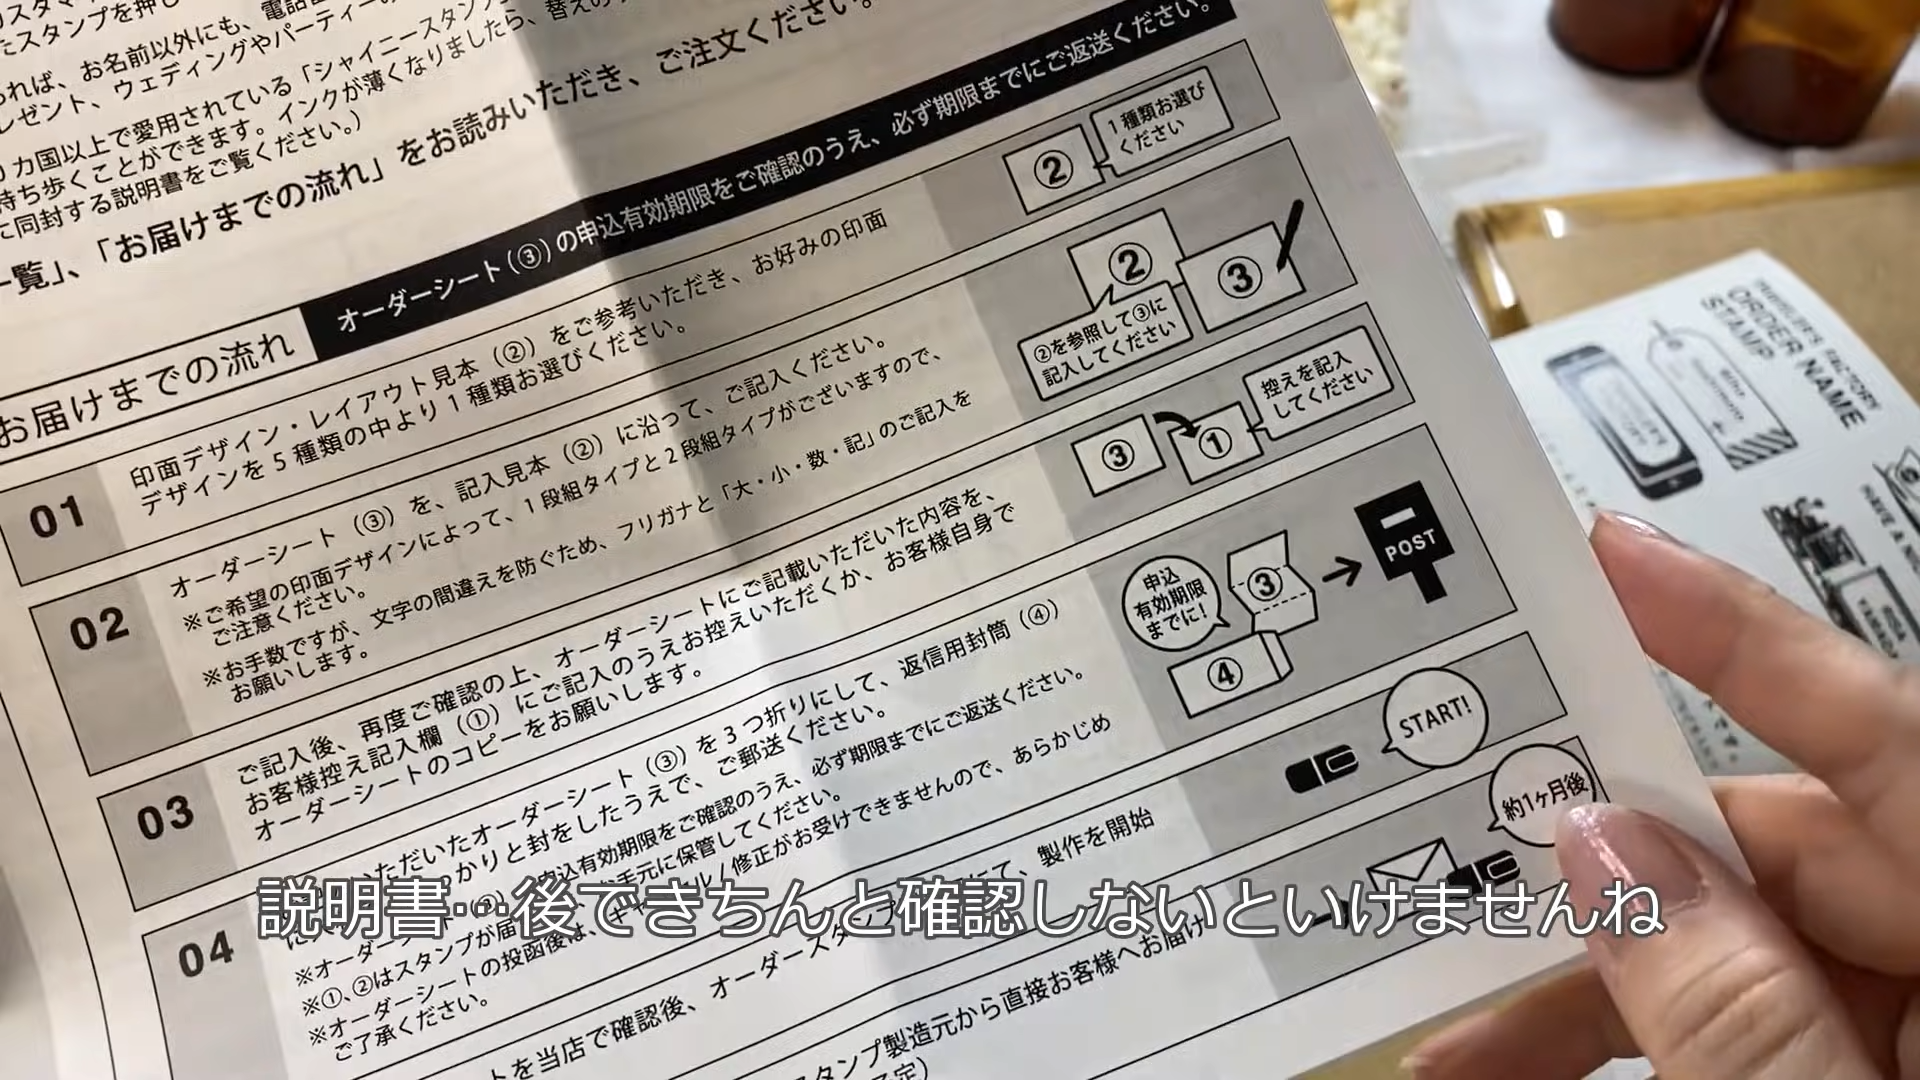 たスタンプを押し
れば、お名前以外にも、電話
レゼント、ウェディングやパーティーの
カ国以上で愛用されている「シャイニースタンプ
持ち歩くことができます。インクが薄くなりましたら、替えの
に同封する説明書をご覧ください。)
一覧」、「お届けまでの流れ」をお読みいただき、ご注文ください。
お届けまでの流れ
オーダーシート(③)の申込有効期限をご確認のうえ、必ず期限までにご返送ください。
01
印面デザイン・レイアウト見本(②)をご参考いただき、お好みの印面
デザインを5種類の中より1種類お選びください。
②
1種類お選び
ください
02
オーダーシート(③)を、記入見本(②)に沿って、ご記入ください。
※ご希望の印面デザインによって、1段組タイプと2段組タイプがございますので、
ご注意ください。
※お手数ですが、文字の間違えを防ぐため、フリガナと「大・小・数・記」のご記入を
お願いします。
②
③
②を参照して③に
記入してください
03
ご記入後、再度ご確認の上、オーダーシートにご記載いただいた内容を、
お客様控え記入欄(①)にご記入のうえお控えいただくか、お客様自身で
オーダーシートのコピーをお願いします。
③
①
控えを記入
してください
04
いただいたオーダーシート(③)を3つ折りにして、返信用封筒(④)
っかりと封をしたうえで、ご郵送ください。
※オーダー
申込有効期限をご確認のうえ、必ず期限までにご返送ください。
※①、②はスタンプが届
お手元に保管してください。
※オーダーシートの投函後は、キャンセル/修正がお受けできませんので、あらかじめ
ご了承ください。
申込
有効期限
までに!
③
④
POST
トを当店で確認後、オーダースタンプ
にて、製作を開始
START!
スタンプ製造元から直接お客様へお届け
約1ヶ月後
ORDER NAME
STAMP
説明書…後できちんと確認しないといけませんね